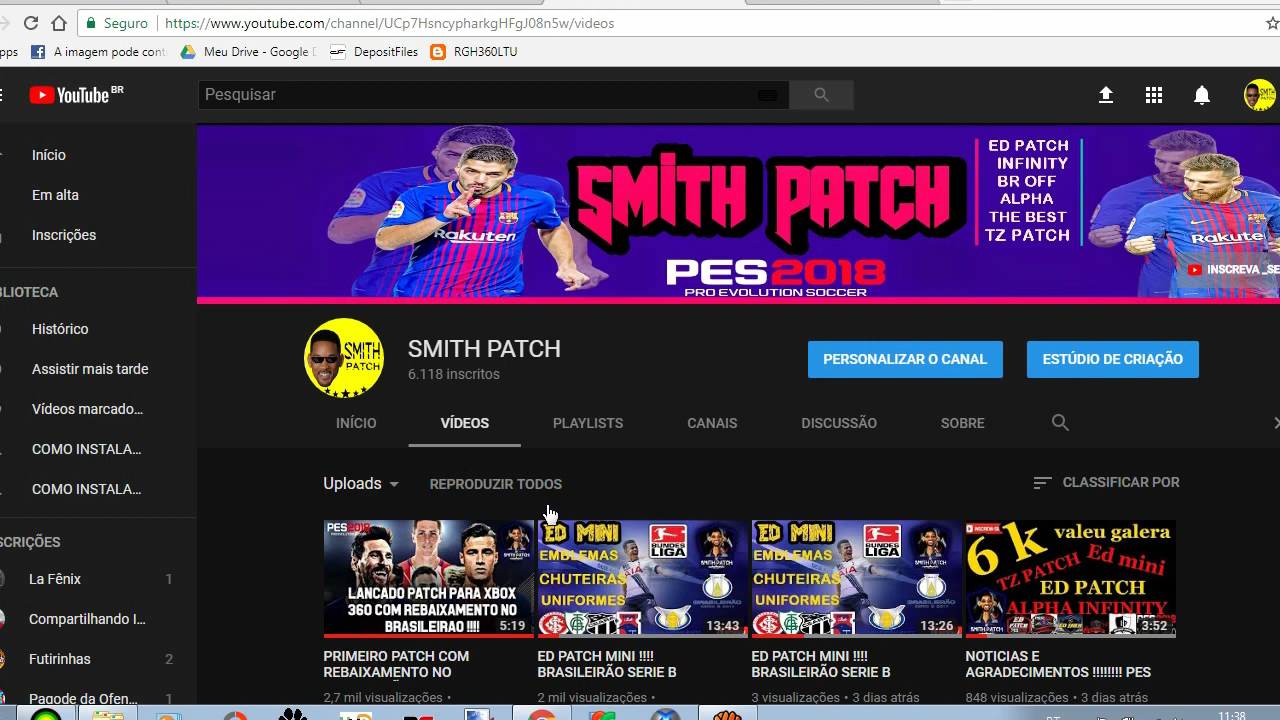 Seguro
https://www.youtube.com/channel/UCp7HsncypharkgHFgJ08n5w/videos
pps
A imagem pode cont
Meu Drive - Google
DepositFiles
RGH360LTU
YouTube BR
Pesquisar
SMITH PATCH
ED PATCH
INFINITY
BR OFF
ALPHA
THE BEST
TZ PATCH
Rakuten
Rakuten
PES2018
PRO EVOLUTION SOCCER
INSCREVA_SE
Início
Em alta
Inscrições
BLIOTECA
Histórico
Assistir mais tarde
Vídeos marcado...
COMO INSTALA...
COMO INSTALA...
SCRIÇÕES
La Fênix 1
Compartilhando I...
Futirinhas 2
Pagode da Ofen... 1
SMITH PATCH
SMITH PATCH
6.118 inscritos
PERSONALIZAR O CANAL
ESTÚDIO DE CRIAÇÃO
INÍCIO
VÍDEOS
PLAYLISTS
CANAIS
DISCUSSÃO
SOBRE
Uploads
REPRODUZIR TODOS
CLASSIFICAR POR
PES2018
LANCADO PATCH PARA XBOX
360 COM REBAIXAMENTO NO
BRASILEIRAO !!!!
5:19
ED MINI
EMBLEMAS
CHUTEIRAS
UNIFORMES
BUNDES
LIGA
13:43
ED MINI
EMBLEMAS
CHUTEIRAS
UNIFORMES
BUNDES
LIGA
13:26
6 k valeu galera
TZ PATCH Ed mini
ED PATCH
ALPHA INFINITY
3:52
PRIMEIRO PATCH COM
REBAIXAMENTO NO
2,7 mil visualizações •
ED PATCH MINI !!!!
BRASILEIRÃO SERIE B
2 mil visualizações •
ED PATCH MINI !!!!
BRASILEIRÃO SERIE B
3 visualizações • 3 dias atrás
NOTICIAS E
AGRADECIMENTOS !!!!!!!! PES
848 visualizações • 3 dias atrás
11:38